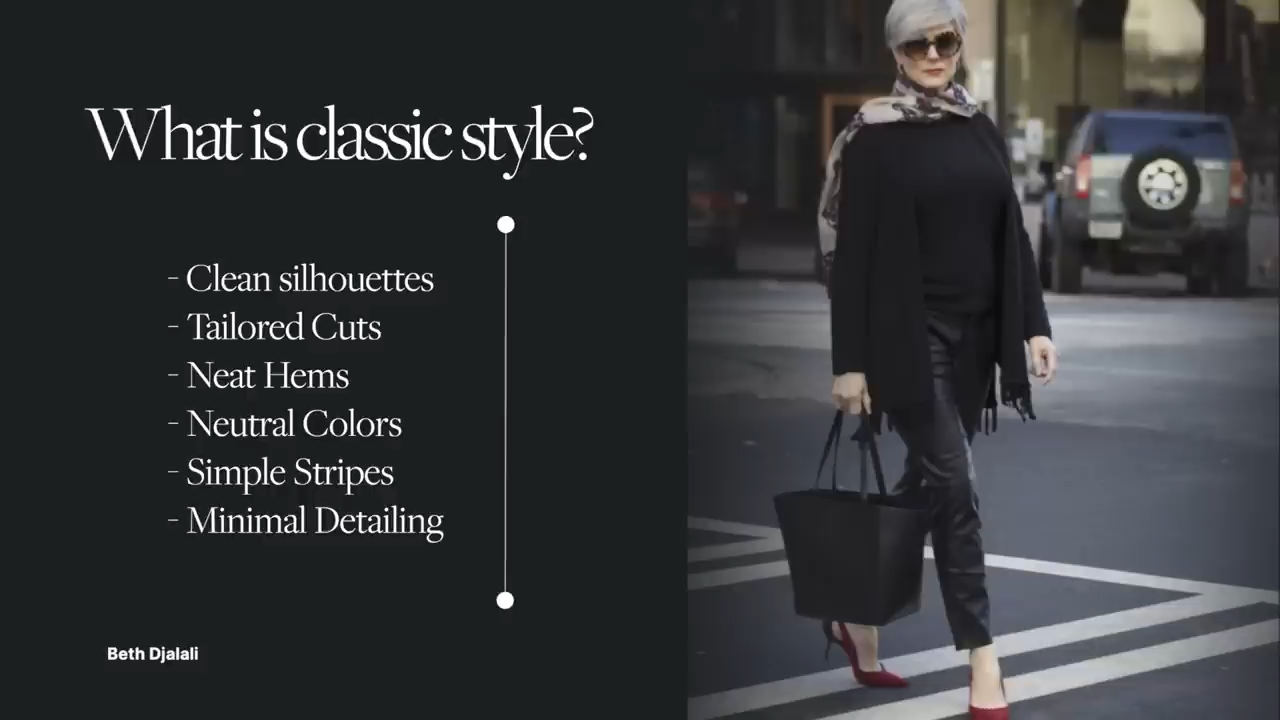 What is classic style?
- Clean silhouettes
- Tailored Cuts
- Neat Hems
- Neutral Colors
- Simple Stripes
- Minimal Detailing
Beth Djalali